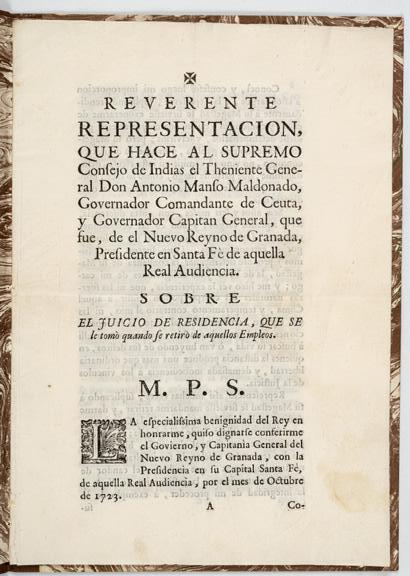 ✠
REVERENTE
REPRESENTACION,
QUE HACE AL SUPREMO
Consejo de Indias el Theniente Gene-
ral Don Antonio Manso Maldonado,
Governador Comandante de Ceuta,
y Governador Capitan General, que
fue, de el Nuevo Reyno de Granada,
Presidente en Santa Fè de aquella
Real Audiencia.
SOBRE
EL JUICIO DE RESIDENCIA, QUE SE
le tomò quando se retirò de aquellos Empleos.
M. P. S.
LA especialissima benignidad del Rey en
honrarme, quiso dignarse conferirme
el Govierno, y Capitania General del
Nuevo Reyno de Granada, con la
Presidencia en su Capital Santa Fè,
de aquella Real Audiencia, por el mes de Octubre
de 1723.
A Co-